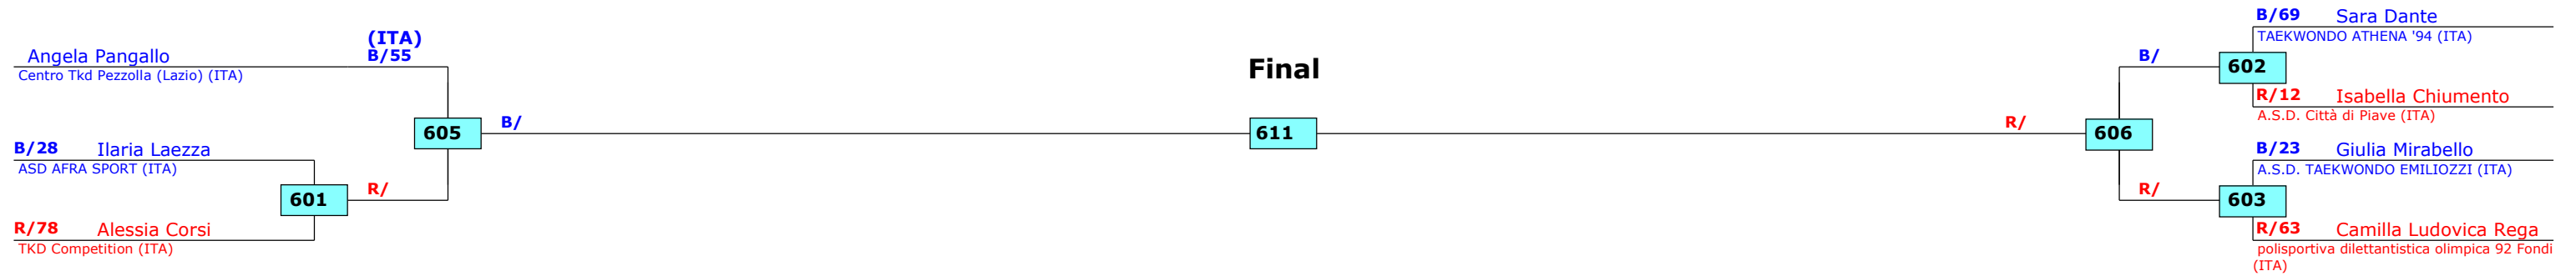 (ITA)
Angela Pangallo B/55
Centro Tkd Pezzolla (Lazio) (ITA)
605 B/
B/28 Ilaria Laezza
ASD AFRA SPORT (ITA)
601 R/
R/78 Alessia Corsi
TKD Competition (ITA)
Final
611
B/69 Sara Dante
TAEKWONDO ATHENA '94 (ITA)
B/ 602
R/12 Isabella Chiumento
A.S.D. Città di Piave (ITA)
R/ 606
B/23 Giulia Mirabello
A.S.D. TAEKWONDO EMILIOZZI (ITA)
R/ 603
R/63 Camilla Ludovica Rega
polisportiva dilettantistica olimpica 92 Fondi
(ITA)